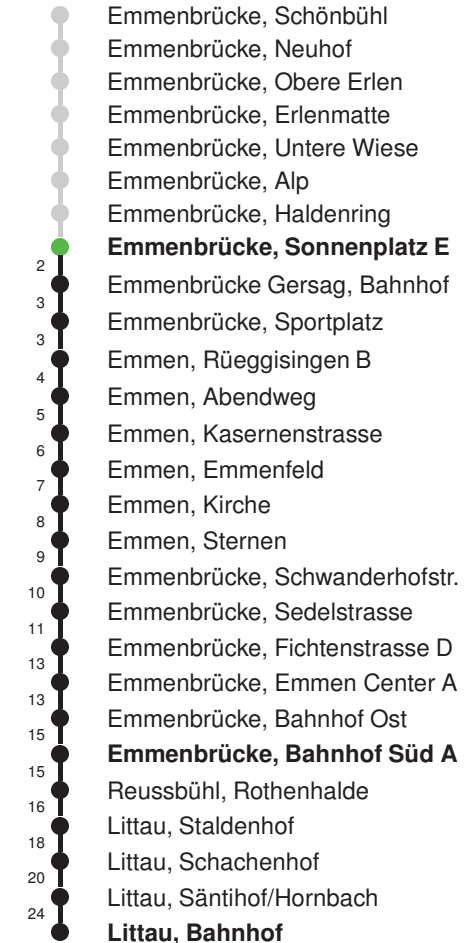 Emmenbrücke, Schönbühl
Emmenbrücke, Neuhof
Emmenbrücke, Obere Erlen
Emmenbrücke, Erlenmatte
Emmenbrücke, Untere Wiese
Emmenbrücke, Alp
Emmenbrücke, Haldenring
Emmenbrücke, Sonnenplatz E
2
Emmenbrücke Gersag, Bahnhof
3
Emmenbrücke, Sportplatz
3
Emmen, Rüeggisingen B
4
Emmen, Abendweg
5
Emmen, Kasernenstrasse
6
Emmen, Emmenfeld
7
Emmen, Kirche
8
Emmen, Sternen
9
Emmenbrücke, Schwanderhofstr.
10
Emmenbrücke, Sedelstrasse
11
Emmenbrücke, Fichtenstrasse D
13
Emmenbrücke, Emmen Center A
13
Emmenbrücke, Bahnhof Ost
15
Emmenbrücke, Bahnhof Süd A
15
Reussbühl, Rothenhalde
16
Littau, Staldenhof
18
Littau, Schachenhof
20
Littau, Säntihof/Hornbach
24
Littau, Bahnhof